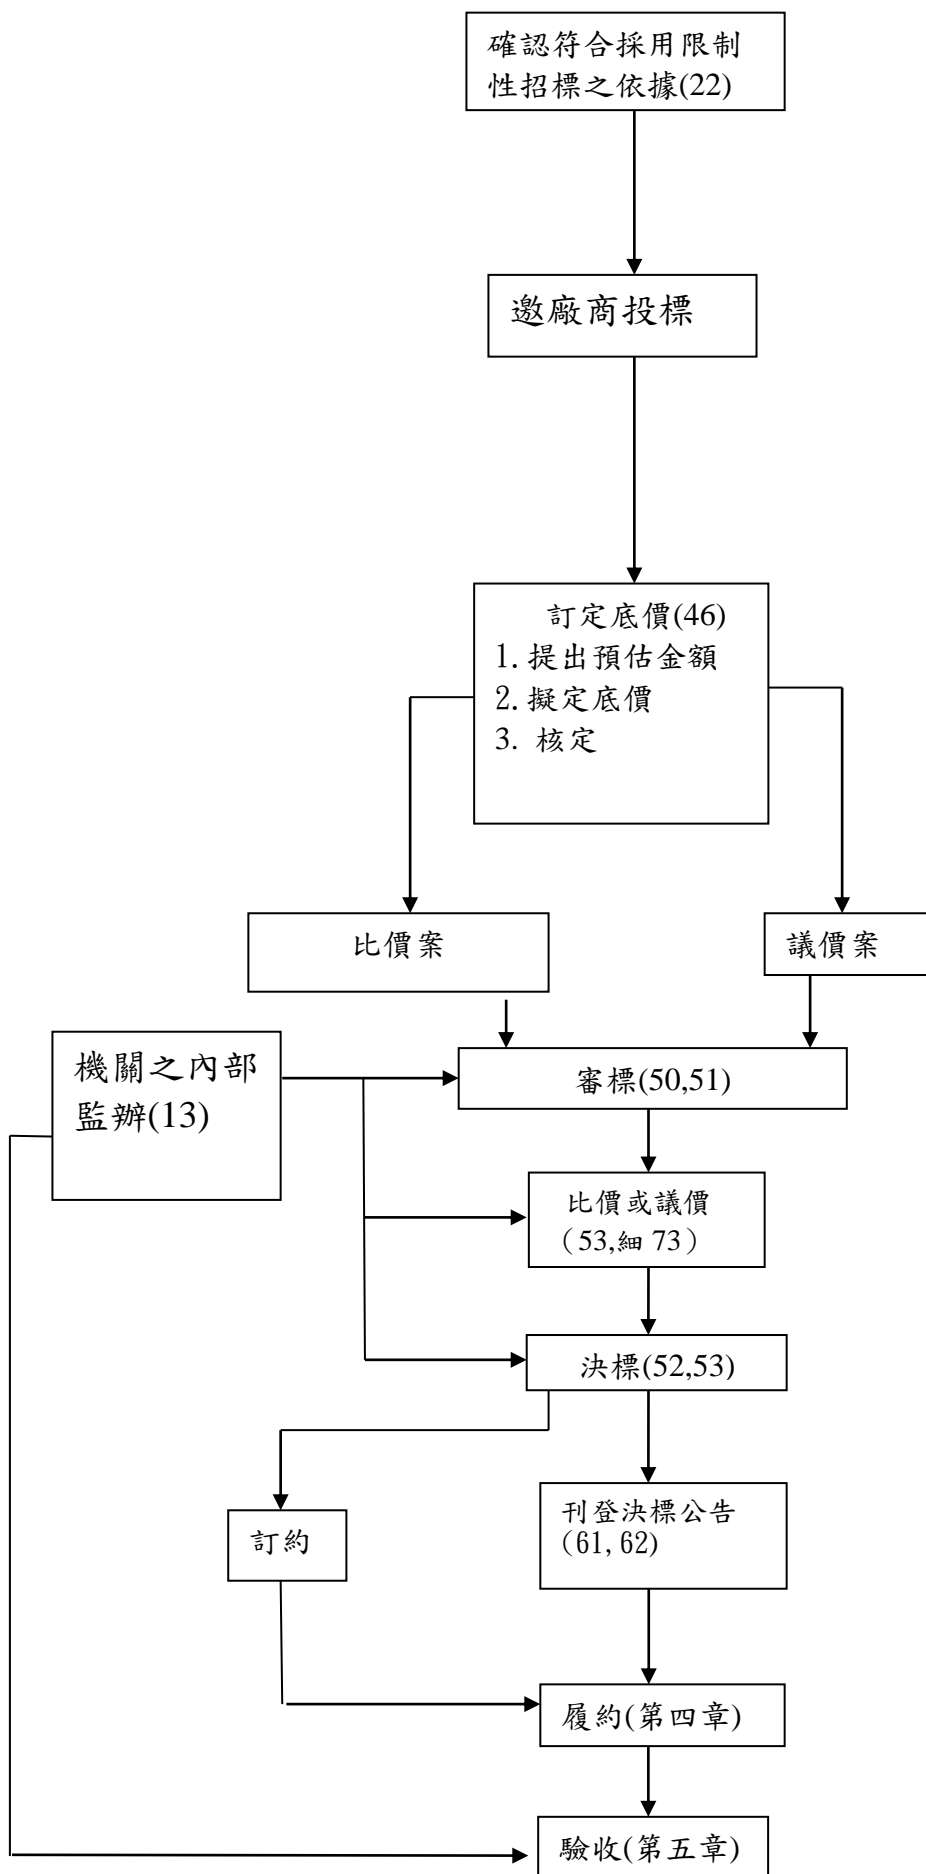 確認符合採用限制
性招標之依據(22)
邀廠商投標
訂定底價(46)
1.提出預估金額
2.擬定底價
3. 核定
比價案
議價案
機關之內部
監辦(13)
審標(50,51)
比價或議價
（53,細 73）
決標(52,53)
訂約
刊登決標公告
(61, 62)
履約(第四章)
驗收(第五章)